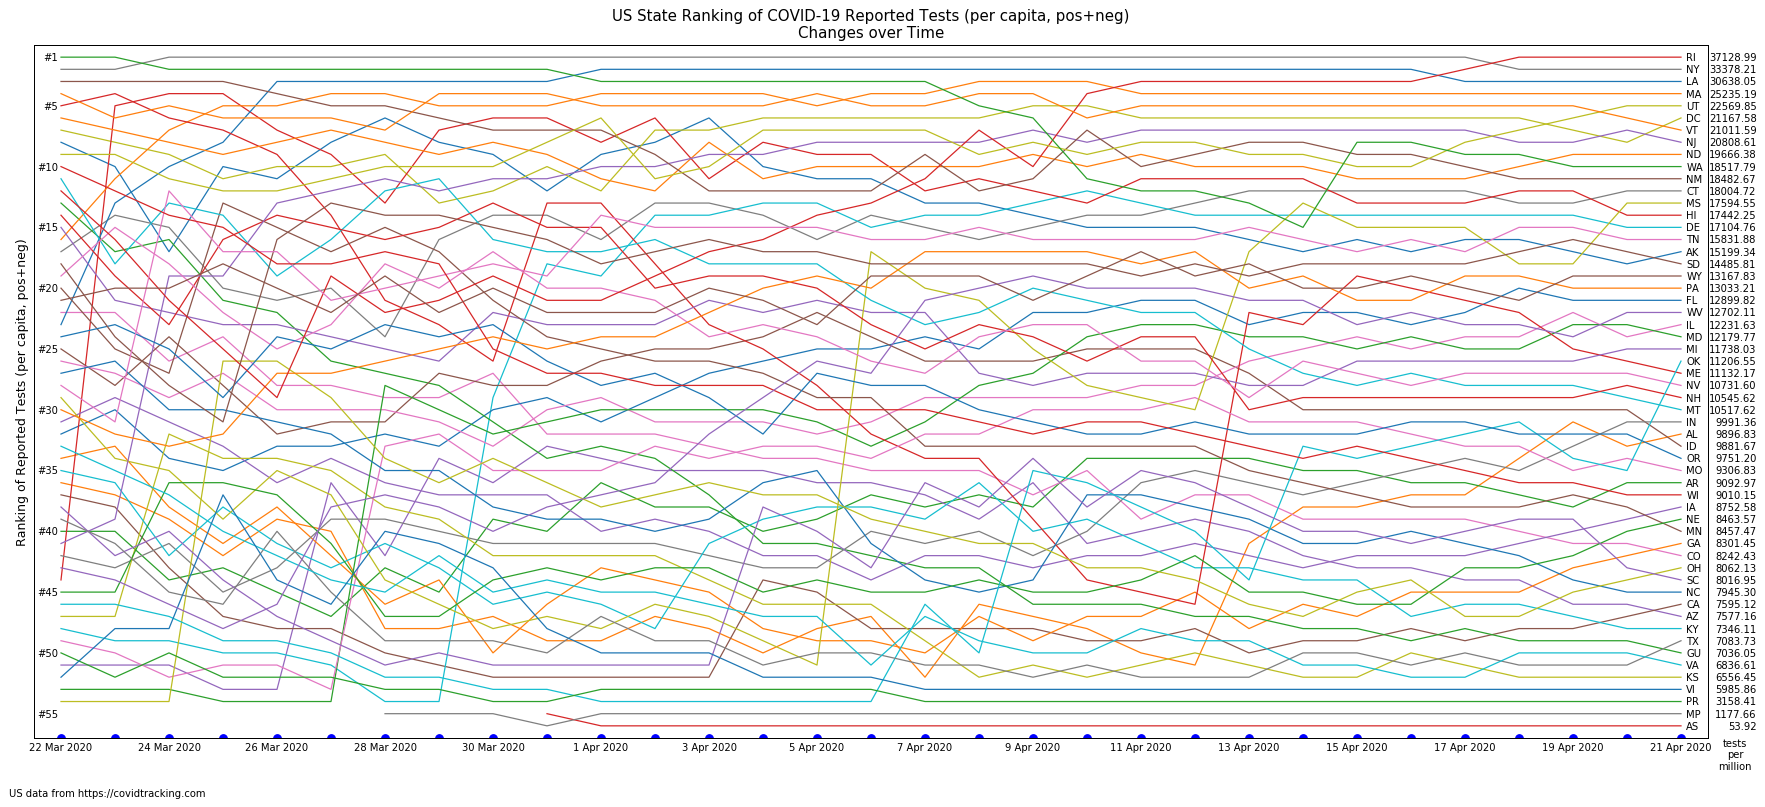 US State Ranking of COVID-19 Reported Tests (per capita, pos+neg)
Changes over Time
Ranking of Reported Tests (per capita, pos+neg)
#1
#5
#10
#15
#20
#25
#30
#35
#40
#45
#50
#55
RI 37128.99
NY 33378.21
LA 30638.05
MA 25235.19
UT 22569.85
DC 21167.58
VT 21011.59
NJ 20808.61
ND 19666.38
WA 18517.79
NM 18482.67
CT 18004.72
MS 17594.55
HI 17442.25
DE 17104.76
TN 15831.88
AK 15199.34
SD 14485.81
WY 13167.83
PA 13033.21
FL 12899.82
WV 12702.11
IL 12231.63
MD 12179.77
MI 11738.03
OK 11206.55
ME 11132.17
NV 10731.60
NH 10545.62
MT 10517.62
IN 9991.36
AL 9896.83
ID 9881.67
OR 9751.20
MO 9306.83
AR 9092.97
WI 9010.15
IA 8752.58
NE 8463.57
MN 8457.47
GA 8301.45
CO 8242.43
OH 8062.13
SC 8016.95
NC 7945.30
CA 7595.12
AZ 7577.16
KY 7346.11
TX 7083.73
GU 7036.05
VA 6836.61
KS 6556.45
VI 5985.86
PR 3158.41
MP 1177.66
AS 53.92
22 Mar 2020 24 Mar 2020 26 Mar 2020 28 Mar 2020 30 Mar 2020 1 Apr 2020 3 Apr 2020 5 Apr 2020 7 Apr 2020 9 Apr 2020 11 Apr 2020 13 Apr 2020 15 Apr 2020 17 Apr 2020 19 Apr 2020 21 Apr 2020
tests
per
million
US data from https://covidtracking.com